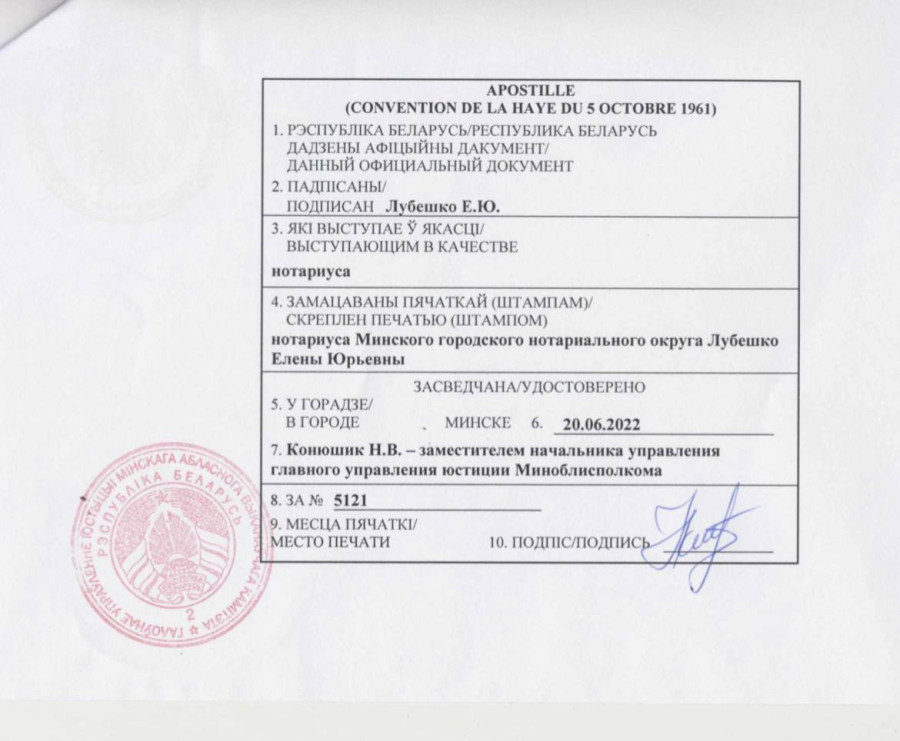 APOSTILLE
(CONVENTION DE LA HAYE DU 5 OCTOBRE 1961)
1. РЭСПУБЛІКА БЕЛАРУСЬ/РЕСПУБЛИКА БЕЛАРУСЬ
ДАДЗЕНЫ АФІЦЫЙНЫ ДАКУМЕНТ/
ДАННЫЙ ОФИЦИАЛЬНЫЙ ДОКУМЕНТ
2. ПАДПІСАНЫ/
ПОДПИСАН Лубешко Е.Ю.
3. ЯКІ ВЫСТУПАЕ Ў ЯКАСЦІ/
ВЫСТУПАЮЩИМ В КАЧЕСТВЕ
нотариуса
4. ЗАМАЦАВАНЫ ПЯЧАТКАЙ (ШТАМПАМ)/
СКРЕПЛЕН ПЕЧАТЬЮ (ШТАМПОМ)
нотариуса Минского городского нотариального округа Лубешко
Елены Юрьевны
ЗАСВЕДЧАНА/УДОСТОВЕРЕНО
5. У ГОРАДЗЕ/
В ГОРОДЕ МИНСКЕ 6. 20.06.2022
7. Конюшик Н.В. – заместителем начальника управления
главного управления юстиции Миноблисполкома
8. ЗА № 5121
9. МЕСЦА ПЯЧАТКІ/
МЕСТО ПЕЧАТИ 10. ПОДПІС/ПОДПИСЬ
ГАЛОЎНАЕ УПРАЎЛЕННЕ ЮСТЫЦЫІ МІНСКАГА АБЛАСНОГА ВЫКАНАЎЧАГА КАМІТЭТА
РЭСПУБЛІКА БЕЛАРУСЬ
2